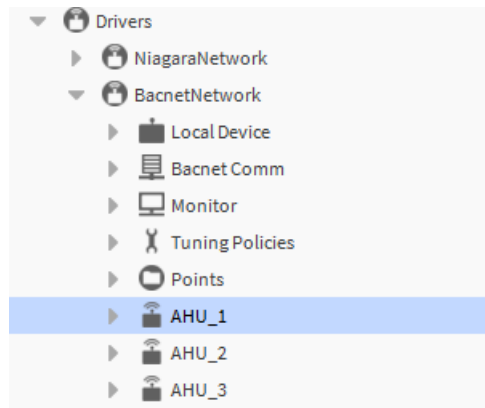 Drivers
NiagaraNetwork
BacnetNetwork
Local Device
Bacnet Comm
Monitor
Tuning Policies
Points
AHU_1
AHU_2
AHU_3